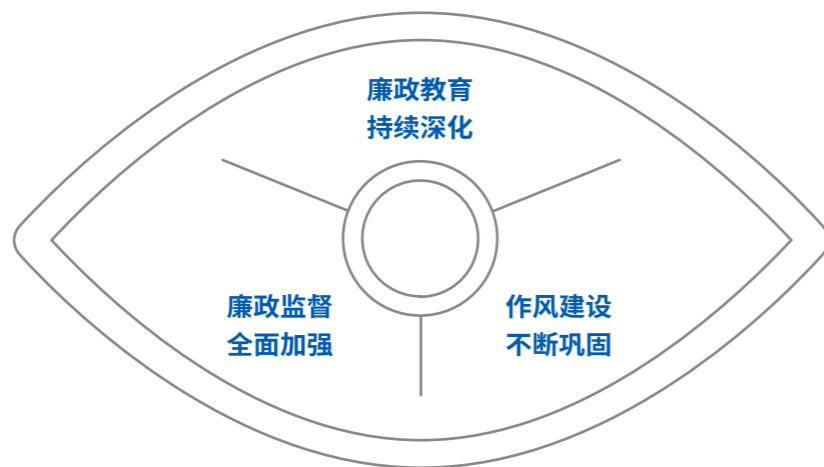 廉政教育
持续深化
廉政监督
全面加强
作风建设
不断巩固